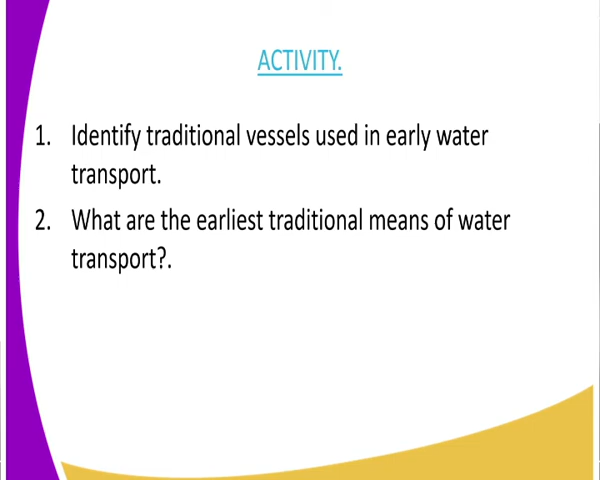 ACTIVITY.
1. Identify traditional vessels used in early water
transport.
2. What are the earliest traditional means of water
transport?.